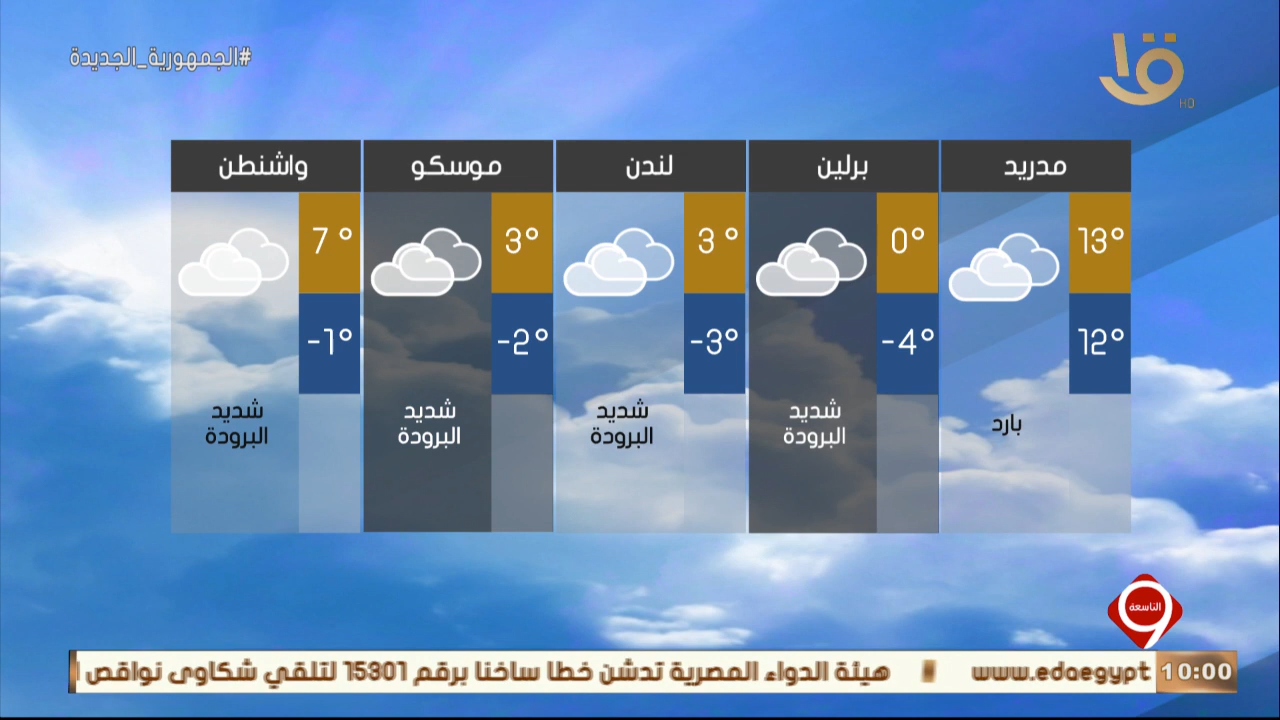 #الجمهورية_الجديدة
HD
مدريد
برلين
لندن
موسكو
واشنطن
13°
0°
3°
3°
7°
12°
-4°
-3°
-2°
-1°
بارد
شديد
البرودة
شديد
البرودة
شديد
البرودة
شديد
البرودة
التاسعة
9
10:00
www.edaegypt
هيئة الدواء المصرية تدشن خطا ساخنا برقم 15301 لتلقي شكاوى نواقص ا